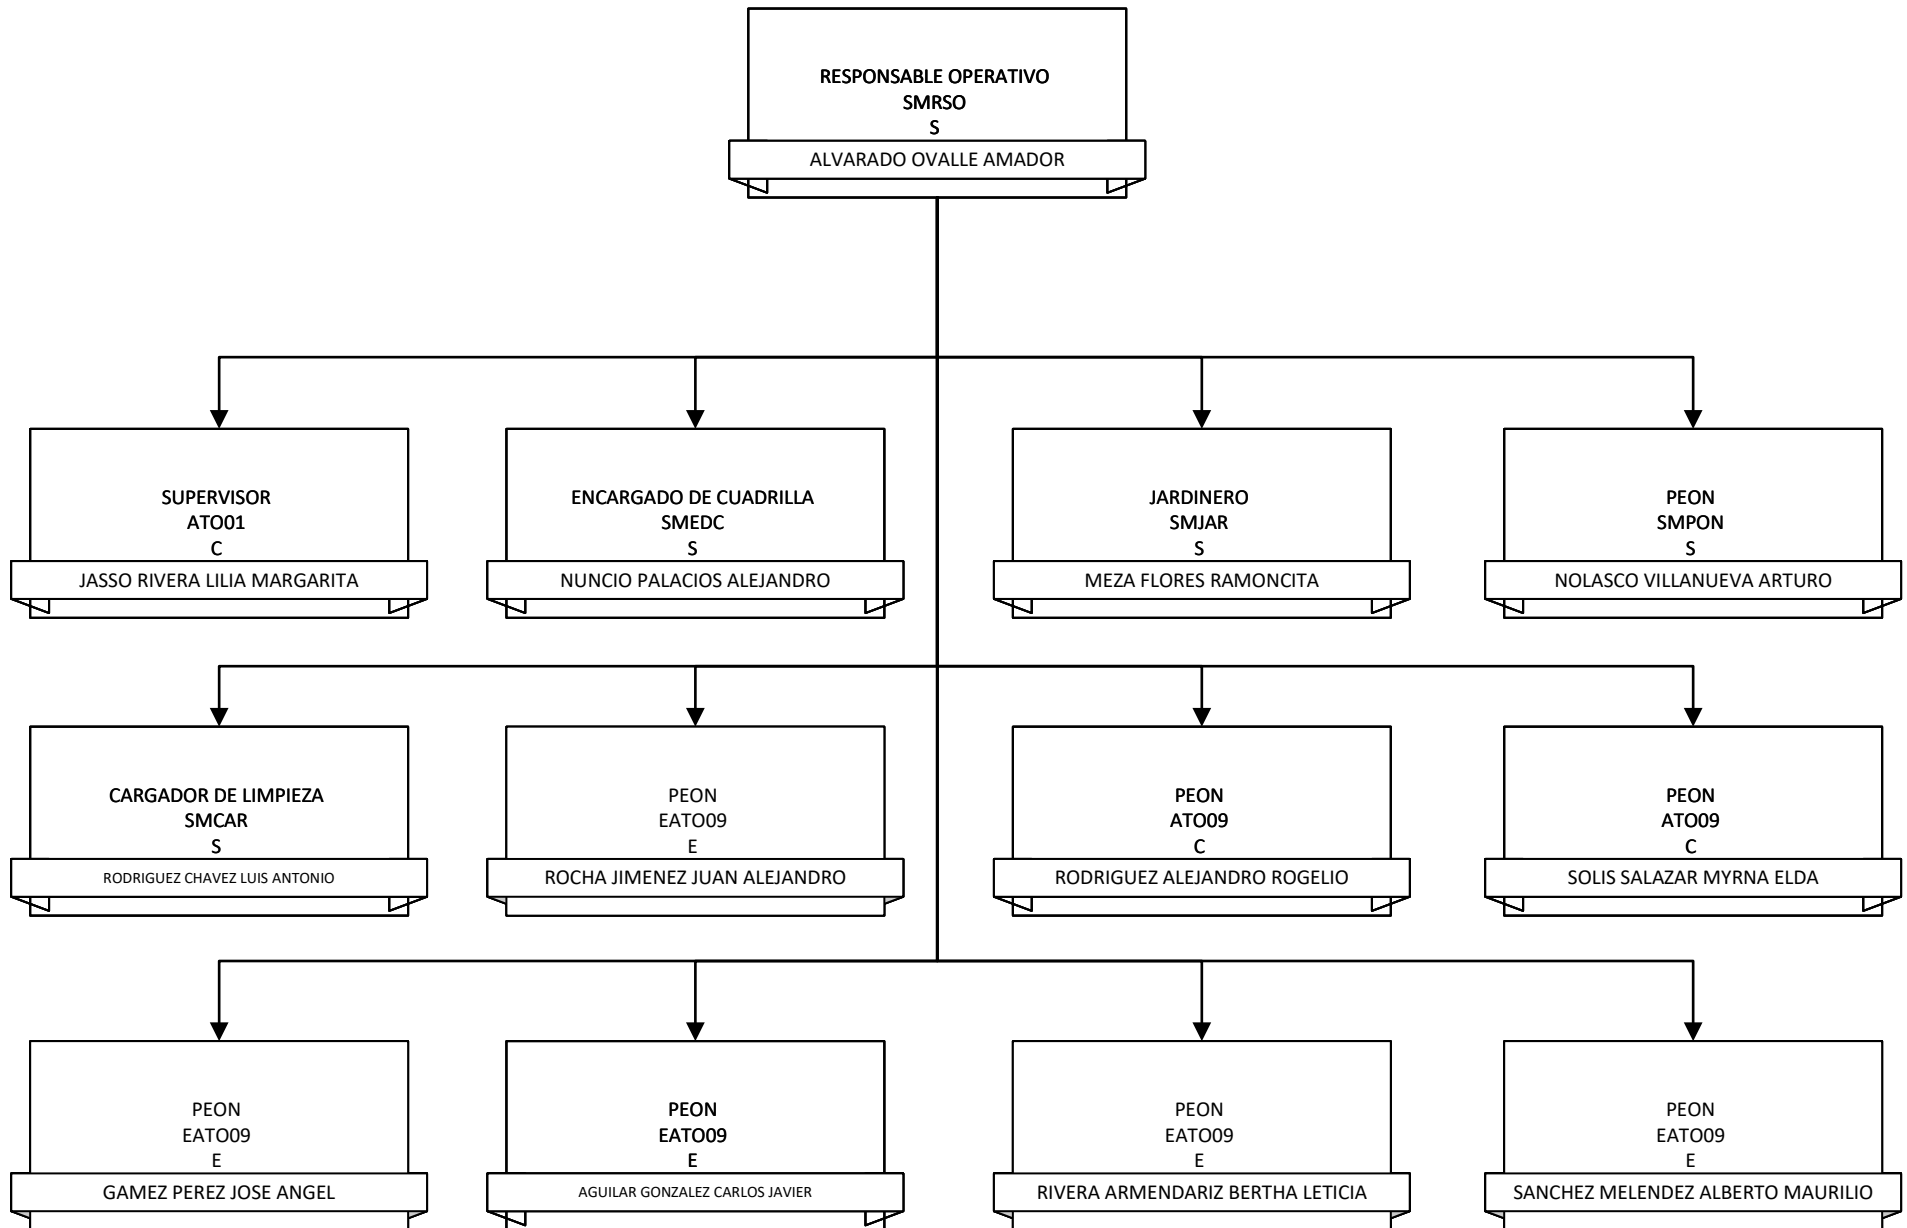 RESPONSABLE OPERATIVO
SMRSO
S
ALVARADO OVALLE AMADOR
SUPERVISOR
ATO01
C
JASSO RIVERA LILIA MARGARITA
ENCARGADO DE CUADRILLA
SMEDC
S
NUNCIO PALACIOS ALEJANDRO
JARDINERO
SMJAR
S
MEZA FLORES RAMONCITA
PEON
SMPON
S
NOLASCO VILLANUEVA ARTURO
CARGADOR DE LIMPIEZA
SMCAR
S
RODRIGUEZ CHAVEZ LUIS ANTONIO
PEON
EATO09
E
ROCHA JIMENEZ JUAN ALEJANDRO
PEON
ATO09
C
RODRIGUEZ ALEJANDRO ROGELIO
PEON
ATO09
C
SOLIS SALAZAR MYRNA ELDA
PEON
EATO09
E
GAMEZ PEREZ JOSE ANGEL
PEON
EATO09
E
AGUILAR GONZALEZ CARLOS JAVIER
PEON
EATO09
E
RIVERA ARMENDARIZ BERTHA LETICIA
PEON
EATO09
E
SANCHEZ MELENDEZ ALBERTO MAURILIO